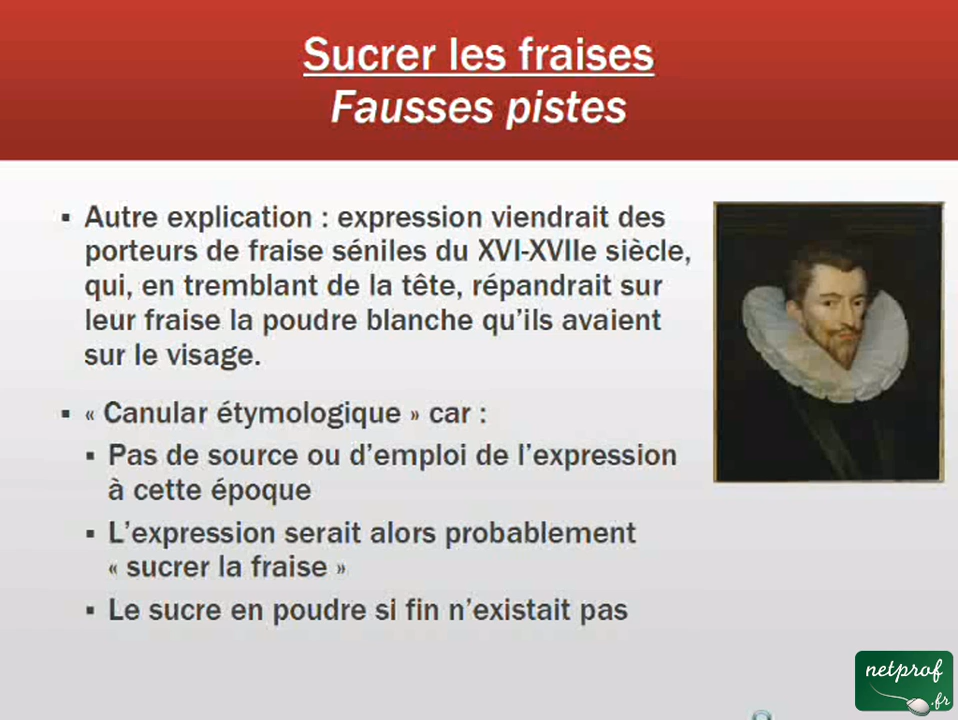 Sucrer les fraises
Fausses pistes
▪ Autre explication : expression viendrait des
porteurs de fraise séniles du XVI-XVIIe siècle,
qui, en tremblant de la tête, répandrait sur
leur fraise la poudre blanche qu’ils avaient
sur le visage.
▪ « Canular étymologique » car :
▪ Pas de source ou d’emploi de l’expression
à cette époque
▪ L’expression serait alors probablement
« sucrer la fraise »
▪ Le sucre en poudre si fin n’existait pas
netprof
.fr